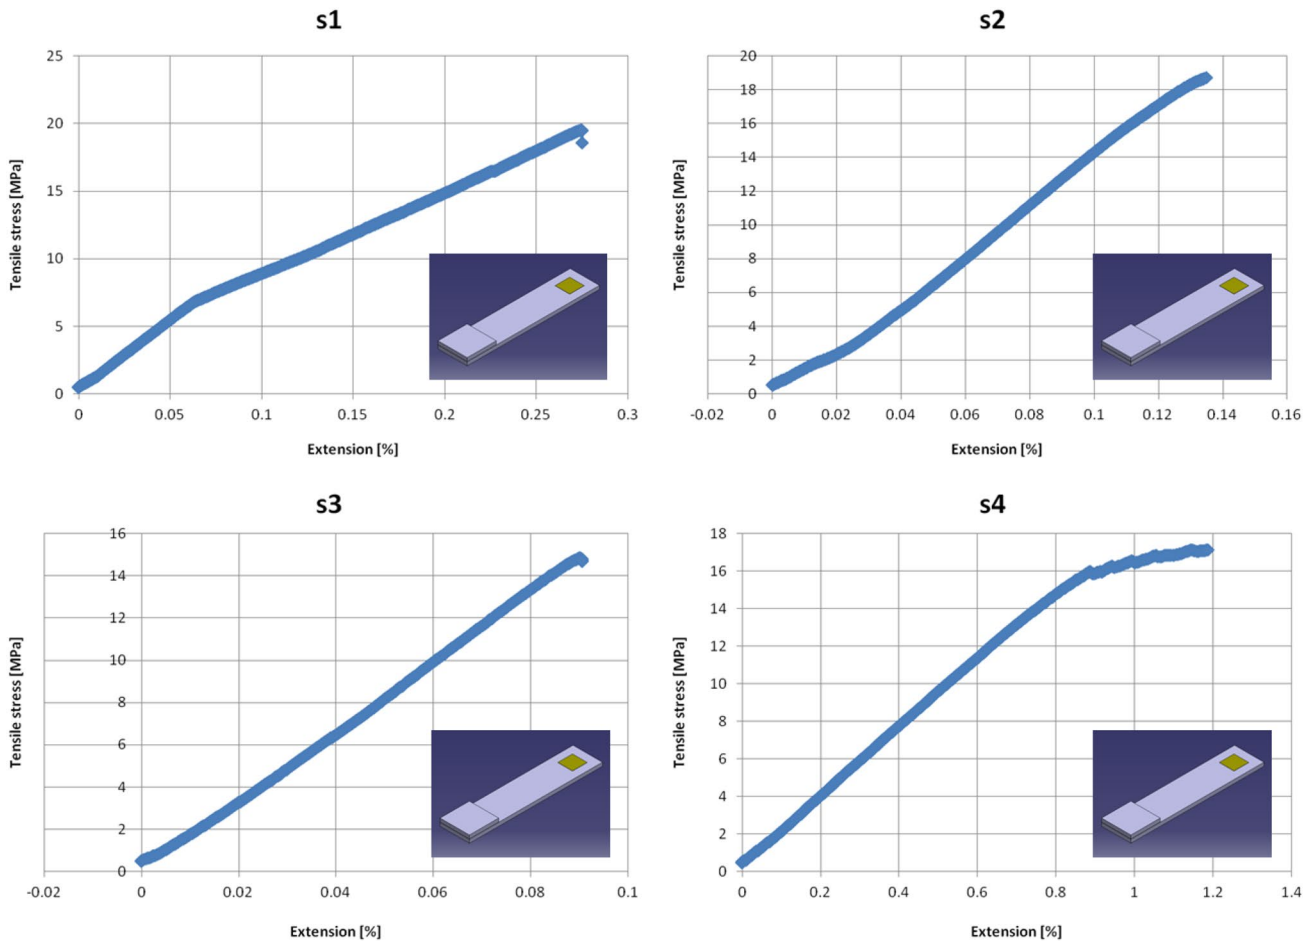 s1
25
20
15
10
5
0
Tensile stress [MPa]
0 0.05 0.1 0.15 0.2 0.25 0.3
Extension [%]
s2
20
18
16
14
12
10
8
6
4
2
0
Tensile stress [MPa]
-0.02 0 0.02 0.04 0.06 0.08 0.1 0.12 0.14 0.16
Extension [%]
s3
16
14
12
10
8
6
4
2
0
Tensile stress [MPa]
-0.02 0 0.02 0.04 0.06 0.08 0.1
Extension [%]
s4
18
16
14
12
10
8
6
4
2
0
Tensile stress [MPa]
0 0.2 0.4 0.6 0.8 1 1.2 1.4
Extension [%]